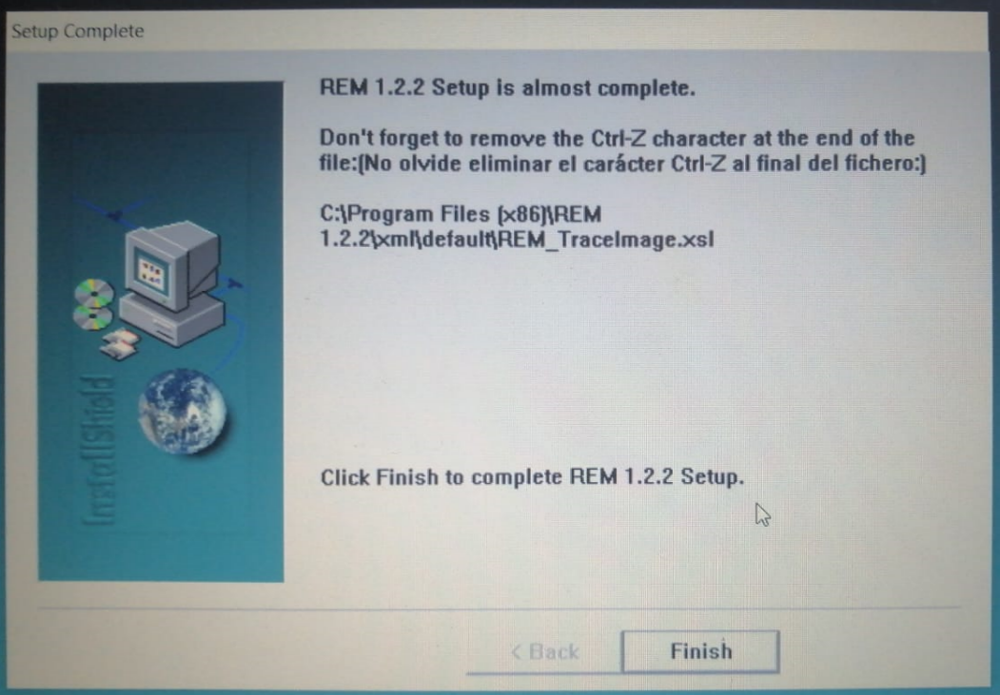 Setup Complete
REM 1.2.2 Setup is almost complete.
Don't forget to remove the Ctrl-Z character at the end of the
file:(No olvide eliminar el carácter Ctrl-Z al final del fichero:)
C:\Program Files (x86)\REM
1.2.2\xml\default\REM_TraceImage.xsl
InstallShield
Click Finish to complete REM 1.2.2 Setup.
< Back
Finish